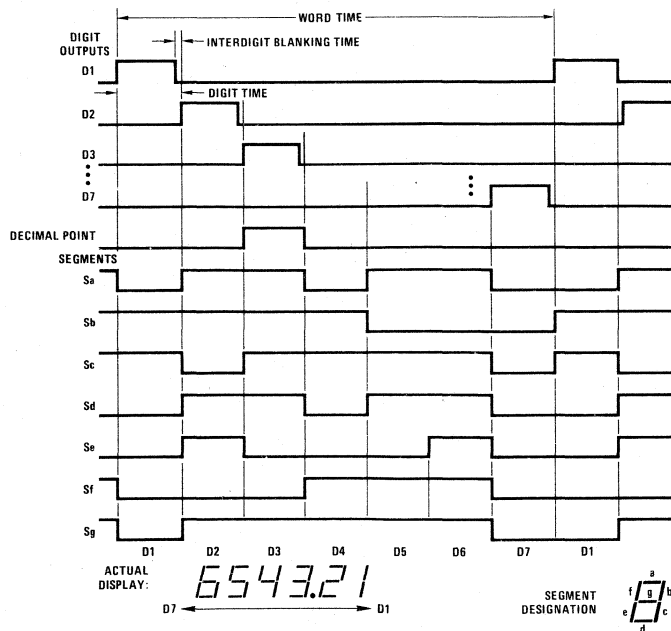 WORD TIME
DIGIT OUTPUTS
INTERDIGIT BLANKING TIME
D1
DIGIT TIME
D2
D3
D7
DECIMAL POINT
SEGMENTS
Sa
Sb
Sc
Sd
Se
Sf
Sg
D1 D2 D3 D4 D5 D6 D7 D1
ACTUAL DISPLAY: 6543.21
D7 D1
SEGMENT DESIGNATION
a
f g b
e c
d